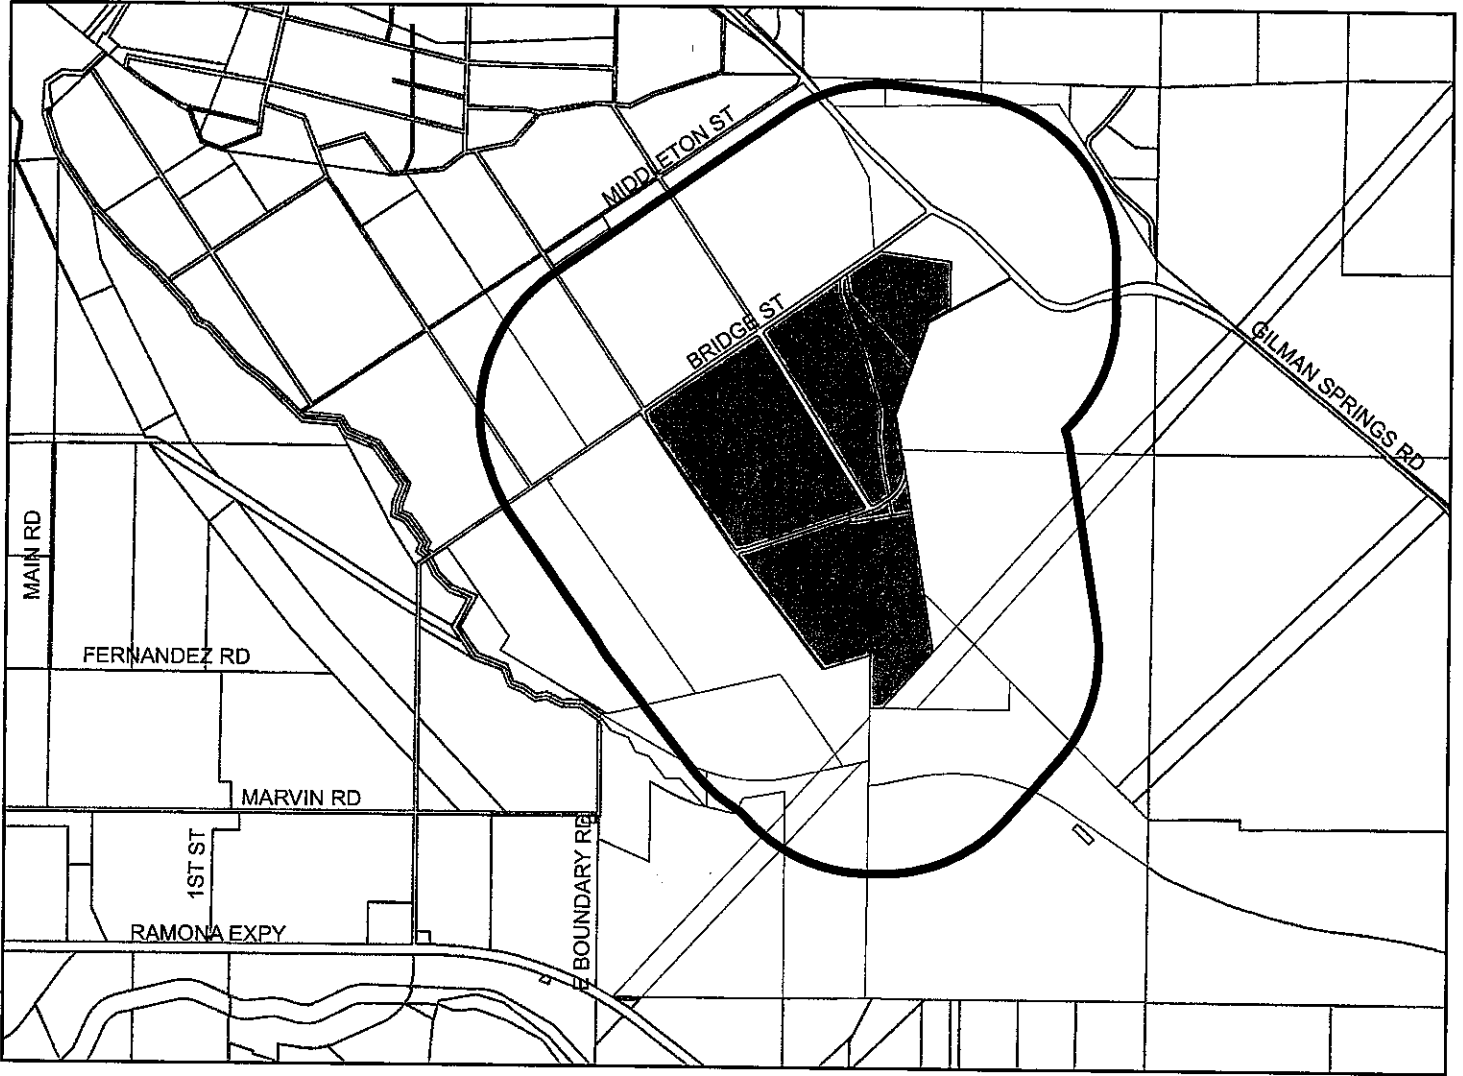 MIDDLETON ST
BRIDGE ST
GILMAN SPRINGS RD
MAIN RD
FERNANDEZ RD
MARVIN RD
1ST ST
E BOUNDARY RD
RAMONA EXPY